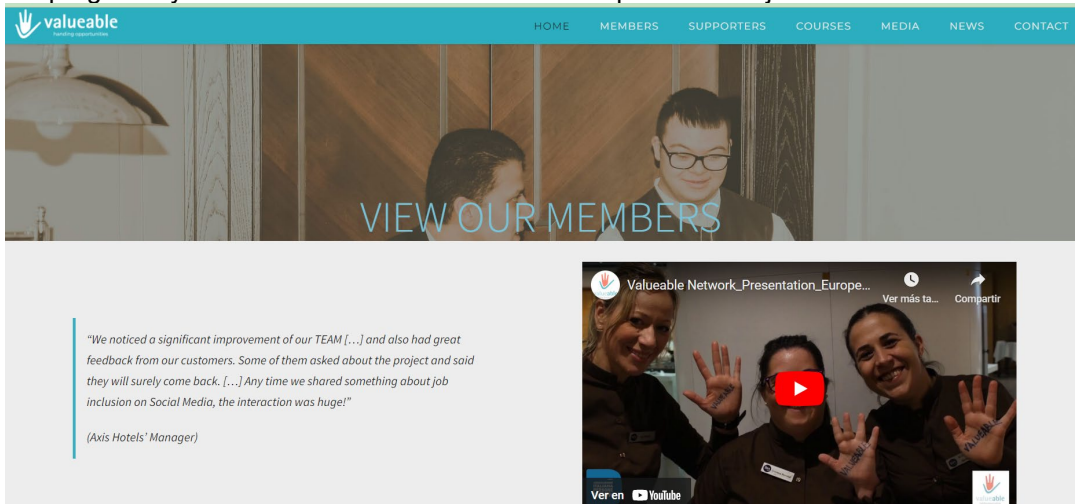 valueable
handing opportunities
HOME MEMBERS SUPPORTERS COURSES MEDIA NEWS CONTACT
VIEW OUR MEMBERS
“We noticed a significant improvement of our TEAM […] and also had great
feedback from our customers. Some of them asked about the project and said
they will surely come back. […] Any time we shared something about job
inclusion on Social Media, the interaction was huge!”
(Axis Hotels’ Manager)
Valueable Network_Presentation_Europe...
Ver más ta...
Compartir
Ver en YouTube